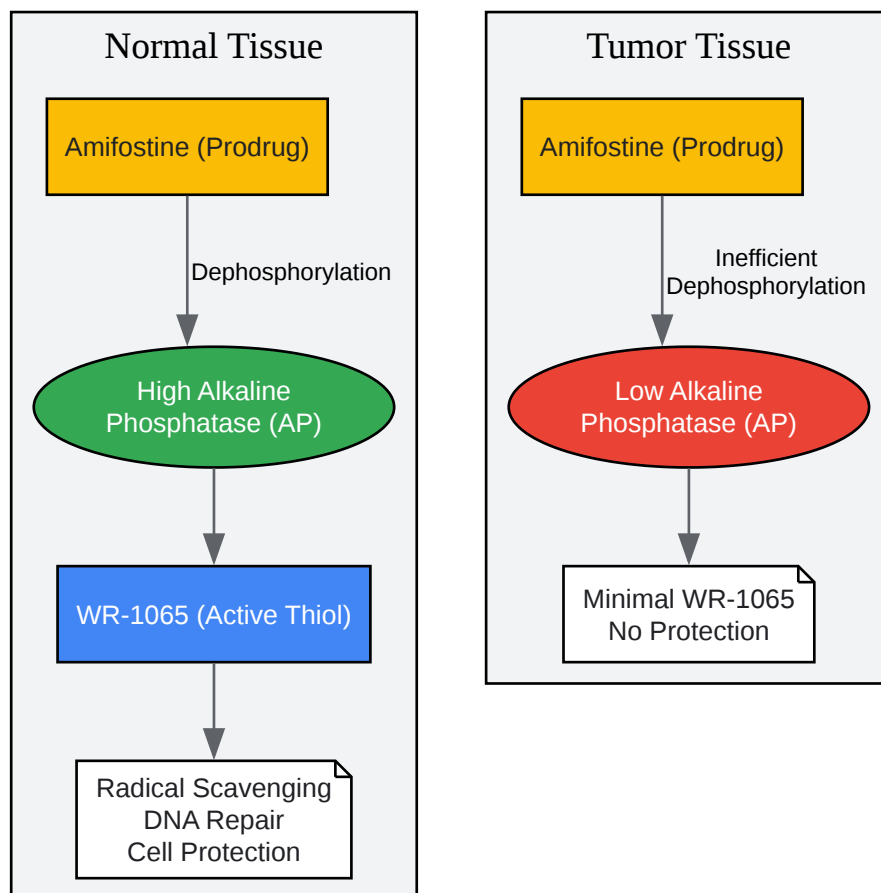 Normal Tissue
Amifostine (Prodrug)
Dephosphorylation
High Alkaline
Phosphatase (AP)
WR-1065 (Active Thiol)
Radical Scavenging
DNA Repair
Cell Protection
Tumor Tissue
Amifostine (Prodrug)
Inefficient
Dephosphorylation
Low Alkaline
Phosphatase (AP)
Minimal WR-1065
No Protection